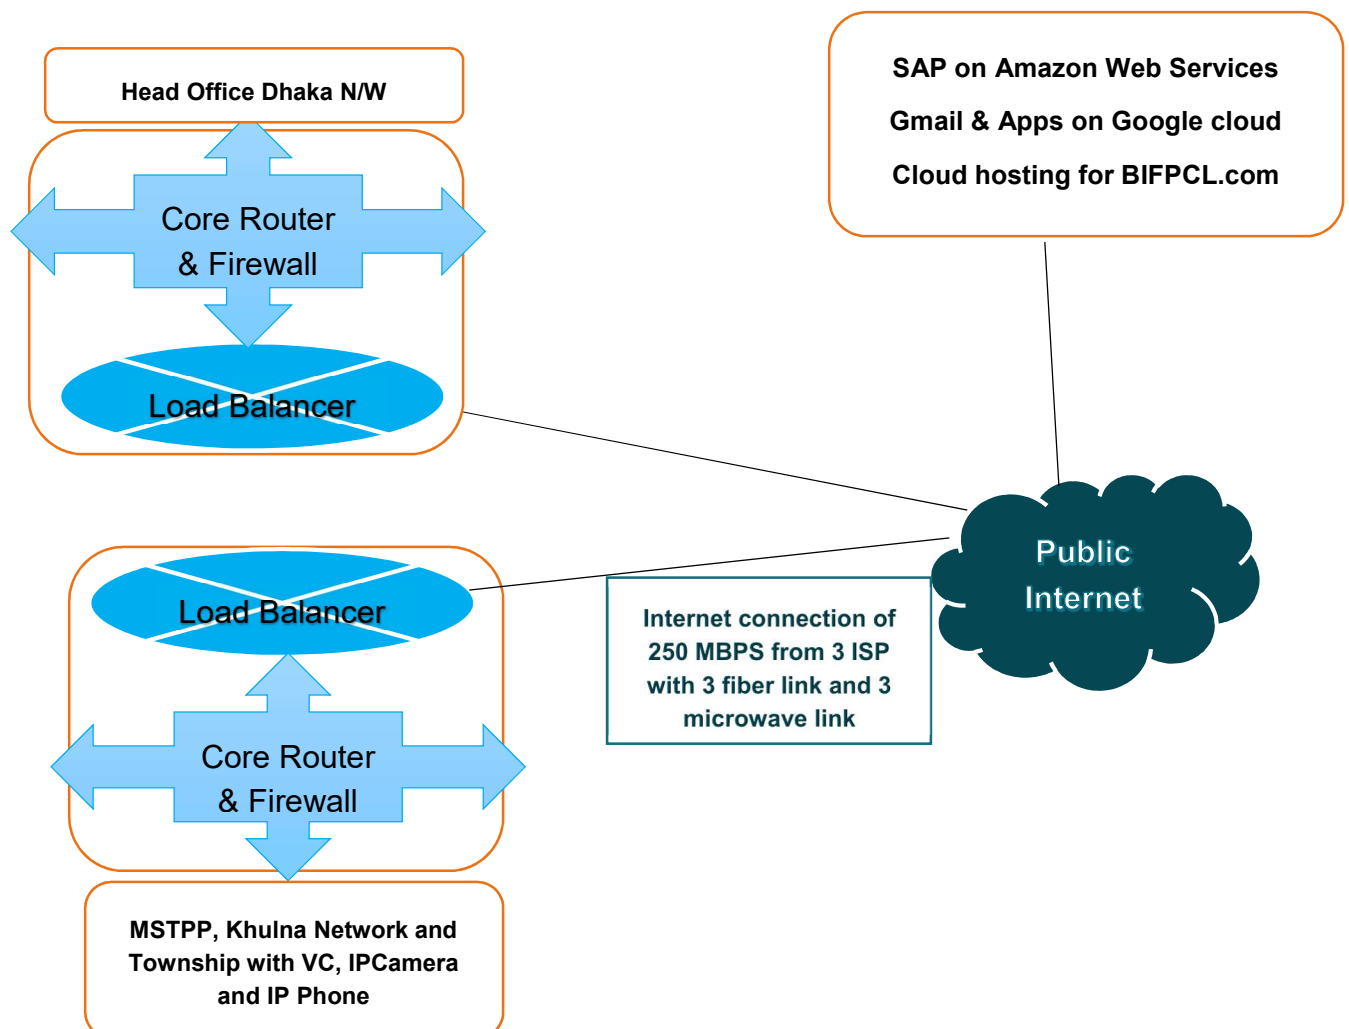 Head Office Dhaka N/W
Core Router
& Firewall
Load Balancer
SAP on Amazon Web Services
Gmail & Apps on Google cloud
Cloud hosting for BIFPCL.com
Public
Internet
Internet connection of
250 MBPS from 3 ISP
with 3 fiber link and 3
microwave link
Load Balancer
Core Router
& Firewall
MSTPP, Khulna Network and
Township with VC, IPCamera
and IP Phone